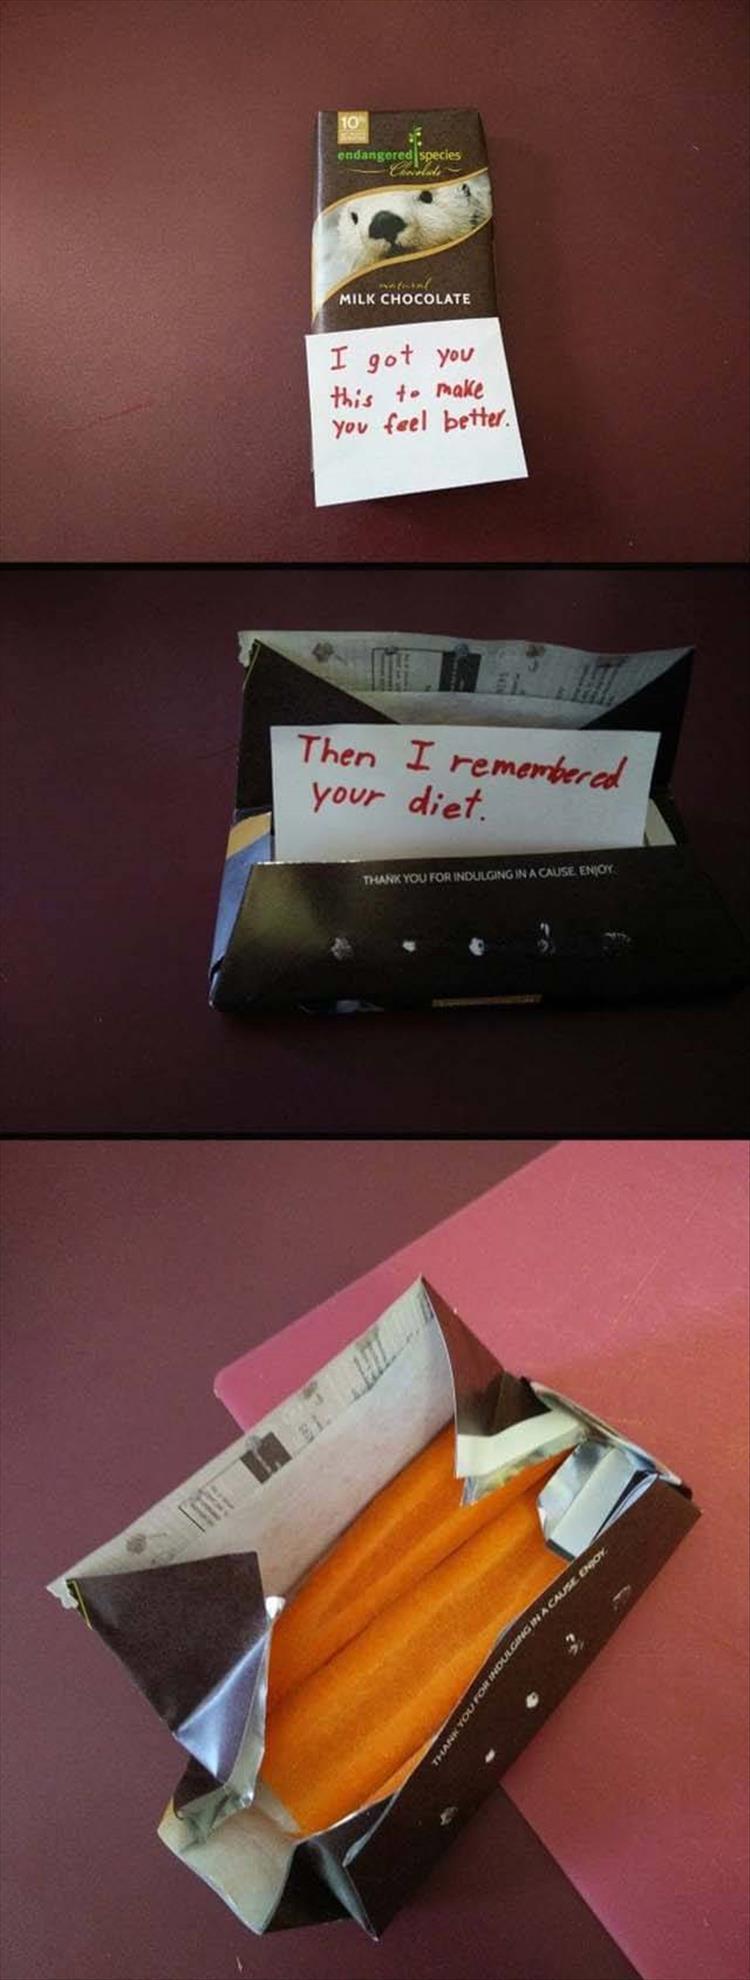 10%
endangered species
Chocolate
natural
MILK CHOCOLATE
I got you
this to make
you feel better.
Then I remembered
your diet.
THANK YOU FOR INDULGING IN A CAUSE. ENJOY.
THANK YOU FOR INDULGING IN A CAUSE. ENJOY.